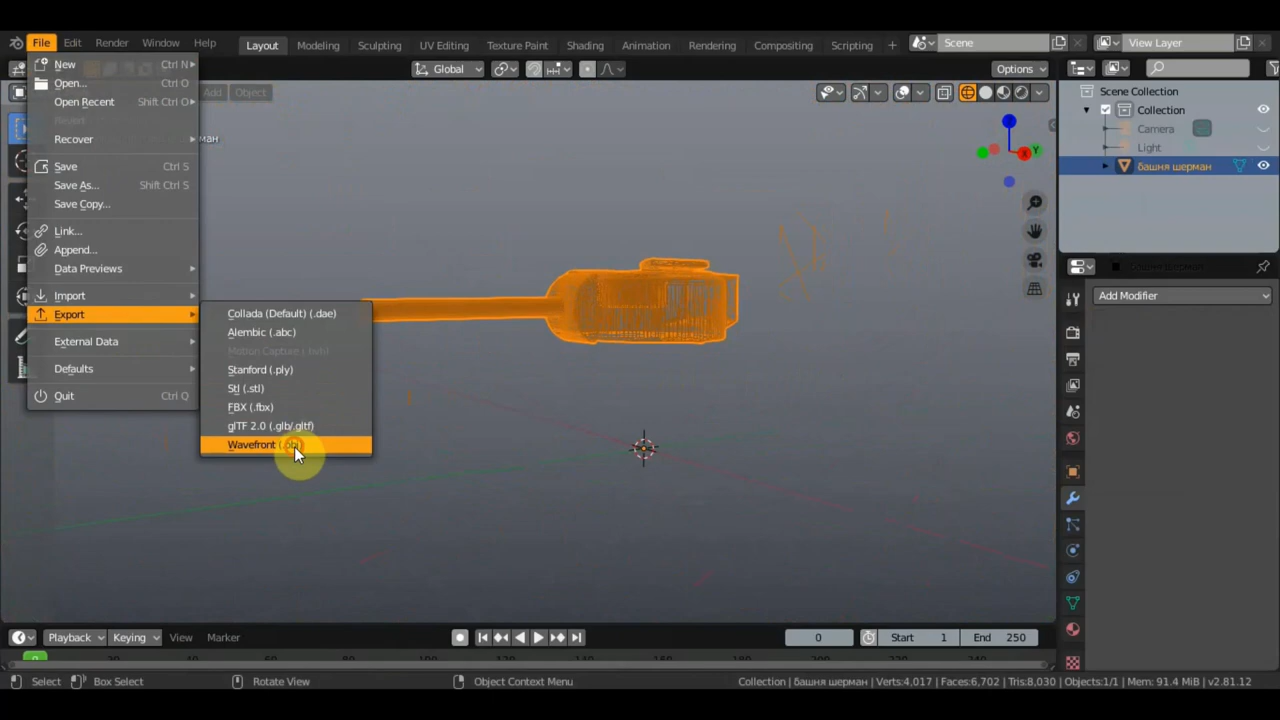 File Edit Render Window Help Layout Modeling Sculpting UV Editing Texture Paint Shading Animation Rendering Compositing Scripting + Scene View Layer
Global Options
Add Object
New Ctrl N
Open... Ctrl O
Open Recent Shift Ctrl O
Revert
Recover
ман
Save Ctrl S
Save As... Shift Ctrl S
Save Copy...
Link...
Append...
Data Previews
Import
Export
External Data
Defaults
Quit Ctrl Q
Collada (Default) (.dae)
Alembic (.abc)
Motion Capture (.bvh)
Stanford (.ply)
Stl (.stl)
FBX (.fbx)
glTF 2.0 (.glb/.gltf)
Wavefront (.obj)
X Y
Scene Collection
Collection
Camera
Light
башня шерман
башня шерман
Add Modifier
Playback Keying View Marker 0 Start 1 End 250
0
Select Box Select Rotate View Object Context Menu Collection | башня шерман | Verts:4,017 | Faces:6,702 | Tris:8,030 | Objects:1/1 | Mem: 91.4 MiB | v2.81.12